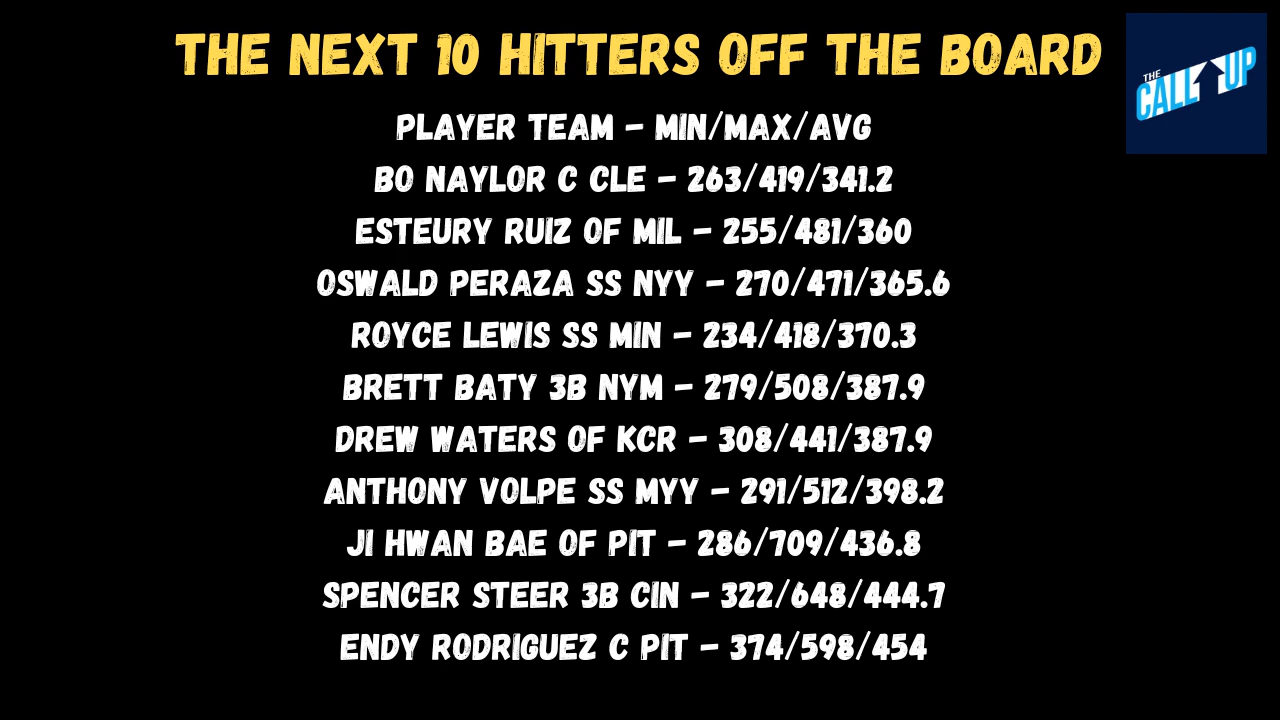 THE NEXT 10 HITTERS OFF THE BOARD
THE
CALL UP
PLAYER TEAM - MIN/MAX/AVG
BO NAYLOR C CLE - 263/419/341.2
ESTEURY RUIZ OF MIL - 255/481/360
OSWALD PERAZA SS NYY - 270/471/365.6
ROYCE LEWIS SS MIN - 234/418/370.3
BRETT BATY 3B NYM - 279/508/387.9
DREW WATERS OF KCR - 308/441/387.9
ANTHONY VOLPE SS MYY - 291/512/398.2
JI HWAN BAE OF PIT - 286/709/436.8
SPENCER STEER 3B CIN - 322/648/444.7
ENDY RODRIGUEZ C PIT - 374/598/454